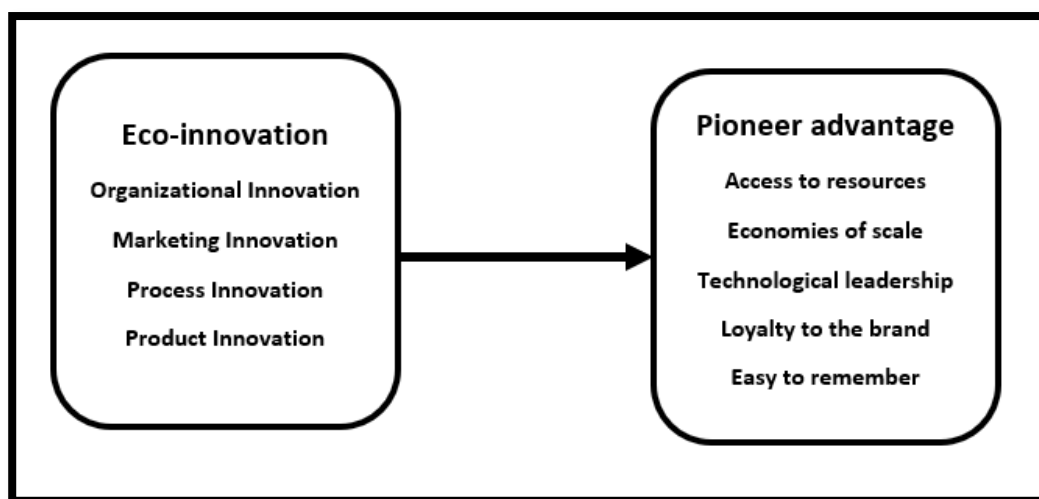 Eco-innovation
Organizational Innovation
Marketing Innovation
Process Innovation
Product Innovation
Pioneer advantage
Access to resources
Economies of scale
Technological leadership
Loyalty to the brand
Easy to remember